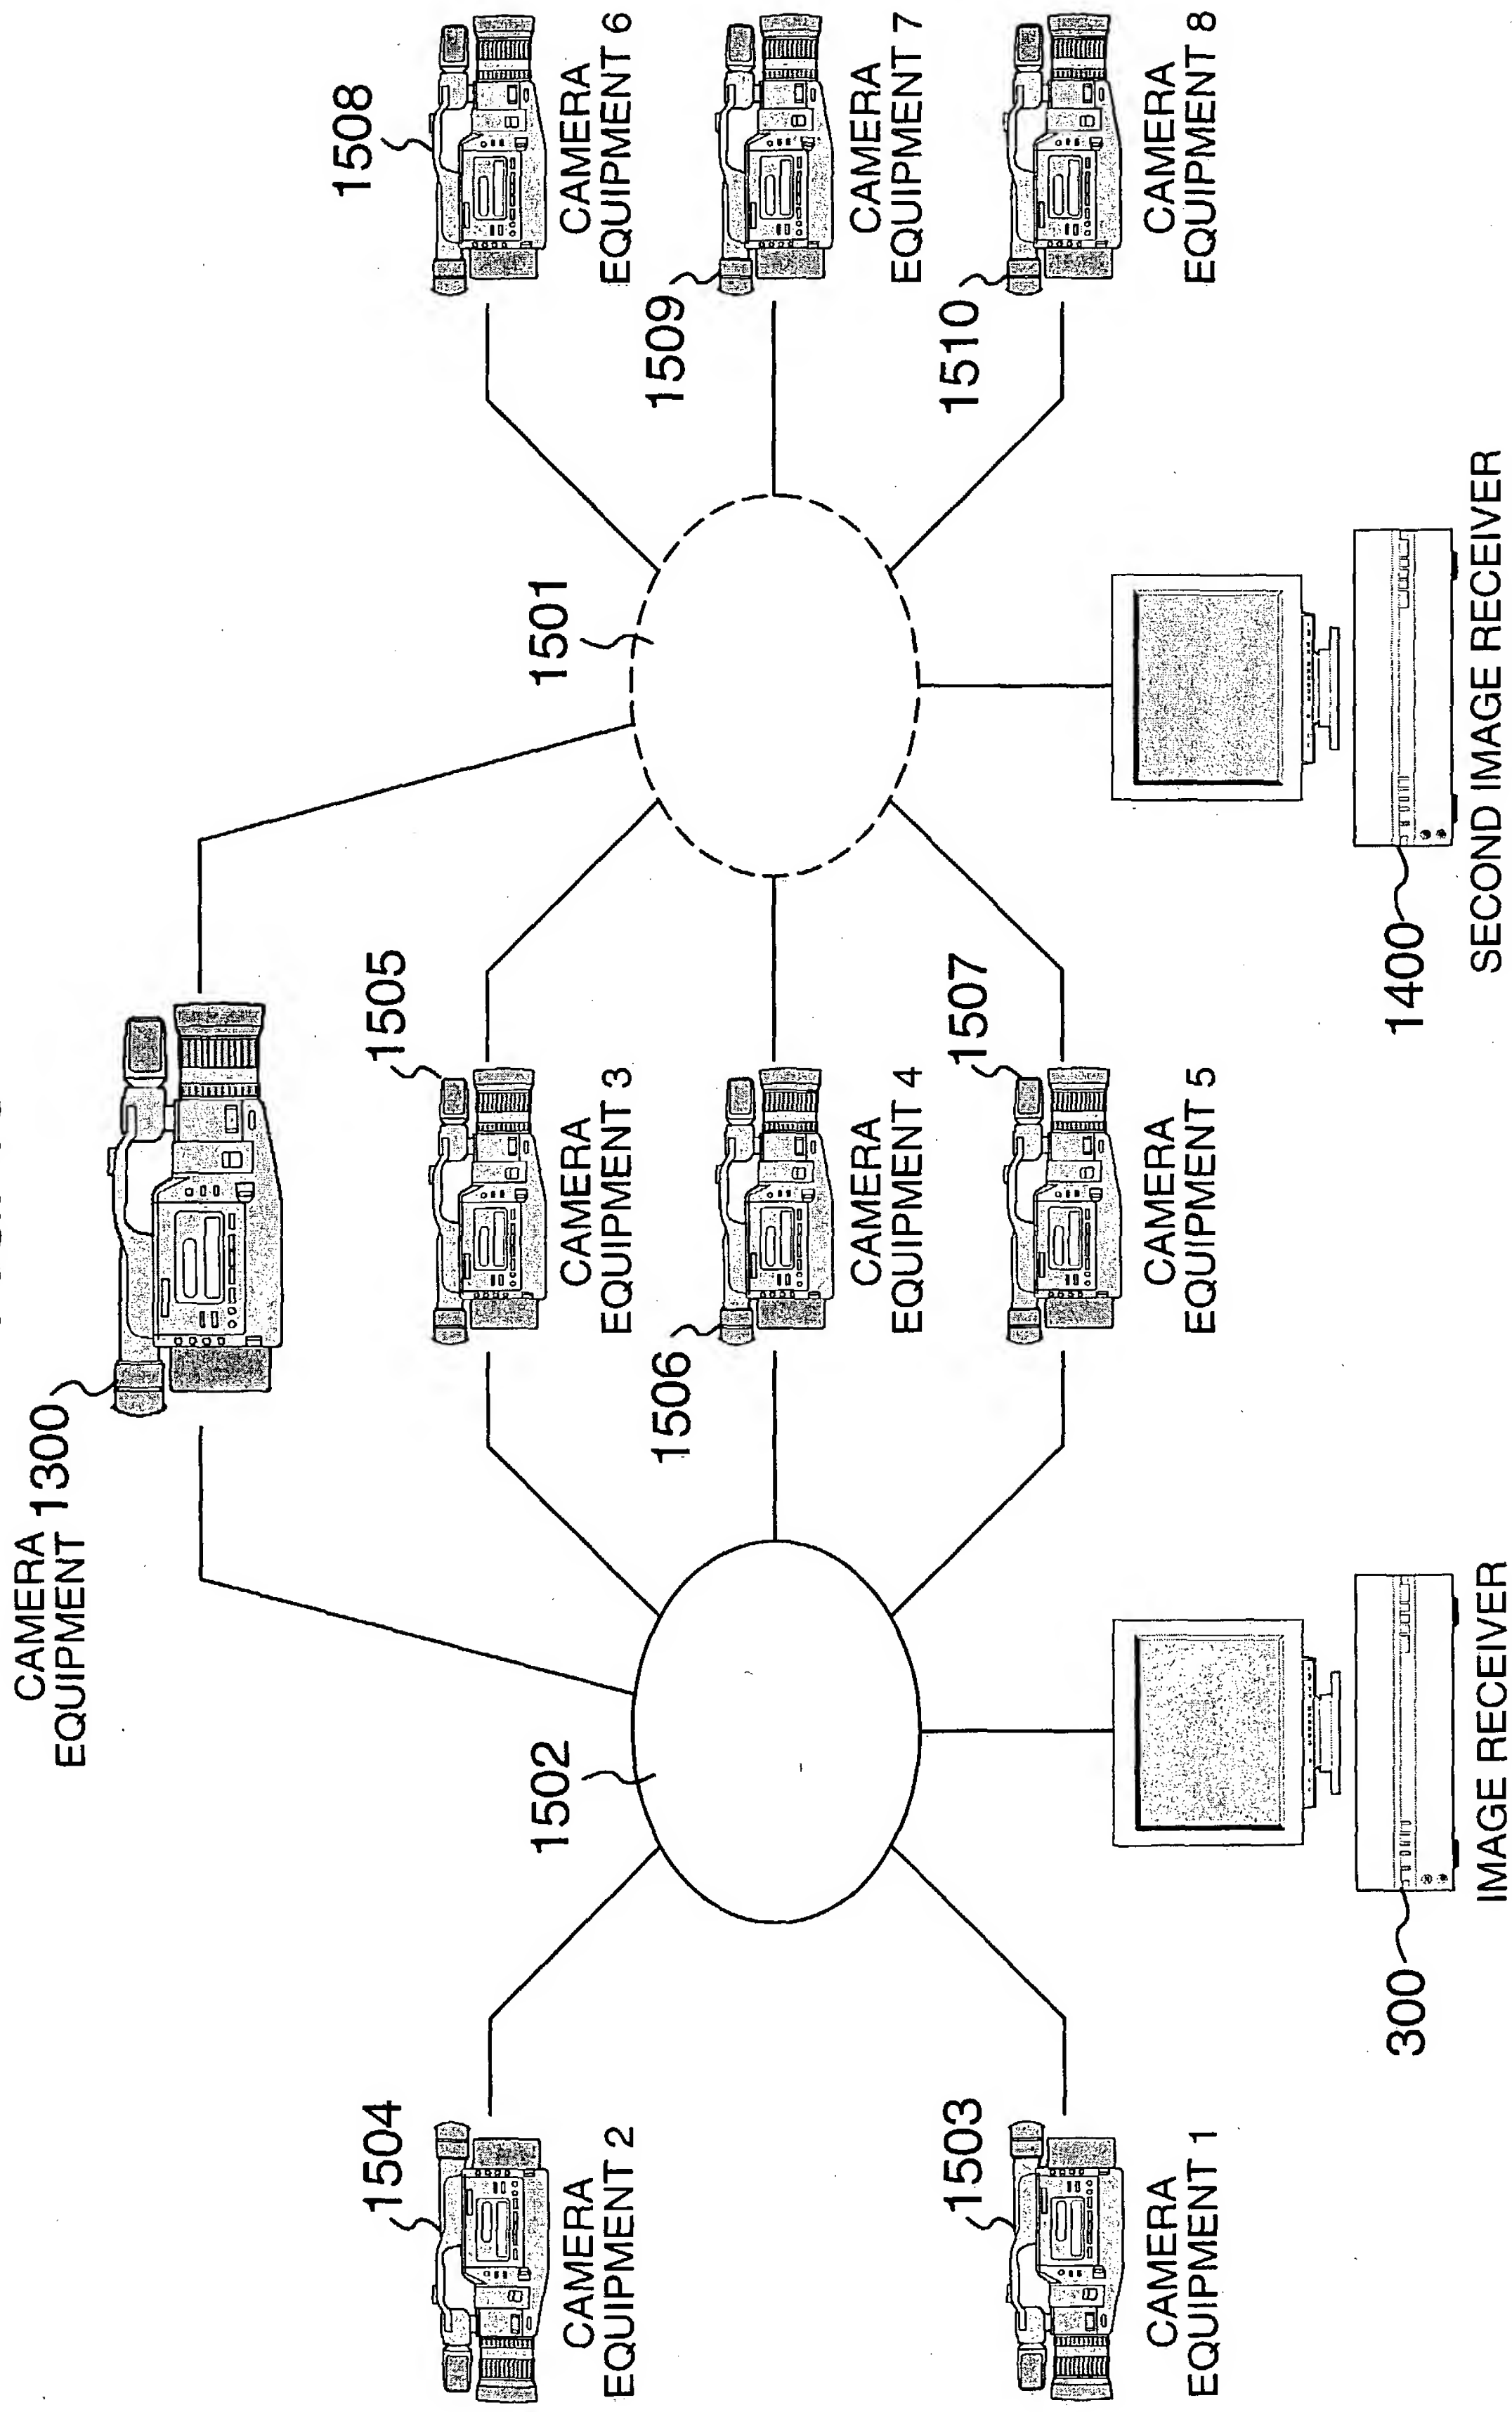 CAMERA
EQUIPMENT
1300
1504
CAMERA
EQUIPMENT 2
1502
1505
CAMERA
EQUIPMENT 3
1501
1508
CAMERA
EQUIPMENT 6
1506
CAMERA
EQUIPMENT 4
1509
CAMERA
EQUIPMENT 7
1503
CAMERA
EQUIPMENT 1
1507
CAMERA
EQUIPMENT 5
1510
CAMERA
EQUIPMENT 8
300
IMAGE RECEIVER
1400
SECOND IMAGE RECEIVER